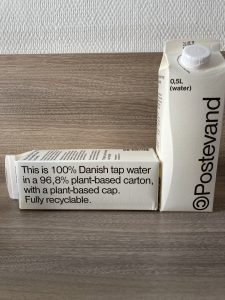 0,5L
(water)
©Postevand
This is 100% Danish tap water
in a 96,8% plant-based carton,
with a plant-based cap.
Fully recyclable.